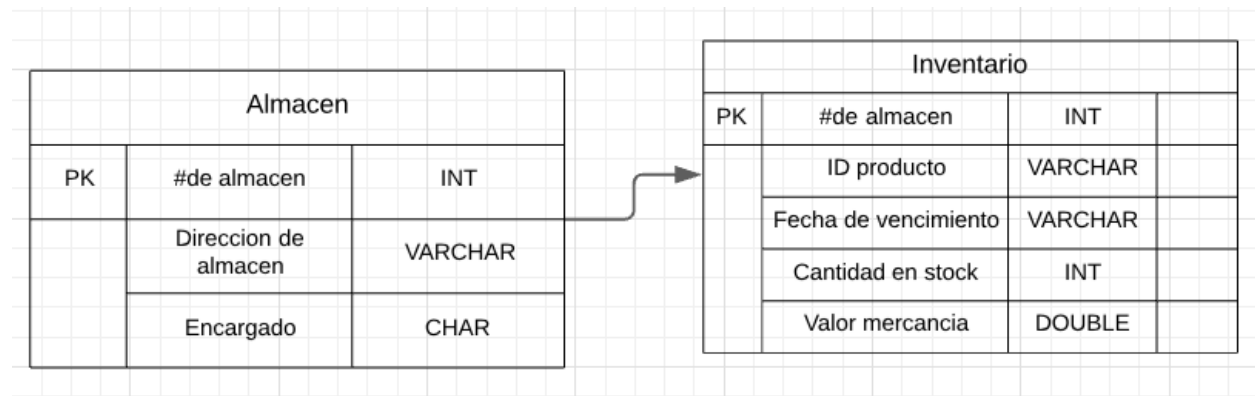 Almacen
PK #de almacen INT
Direccion de
almacen VARCHAR
Encargado CHAR
Inventario
PK #de almacen INT
ID producto VARCHAR
Fecha de vencimiento VARCHAR
Cantidad en stock INT
Valor mercancia DOUBLE